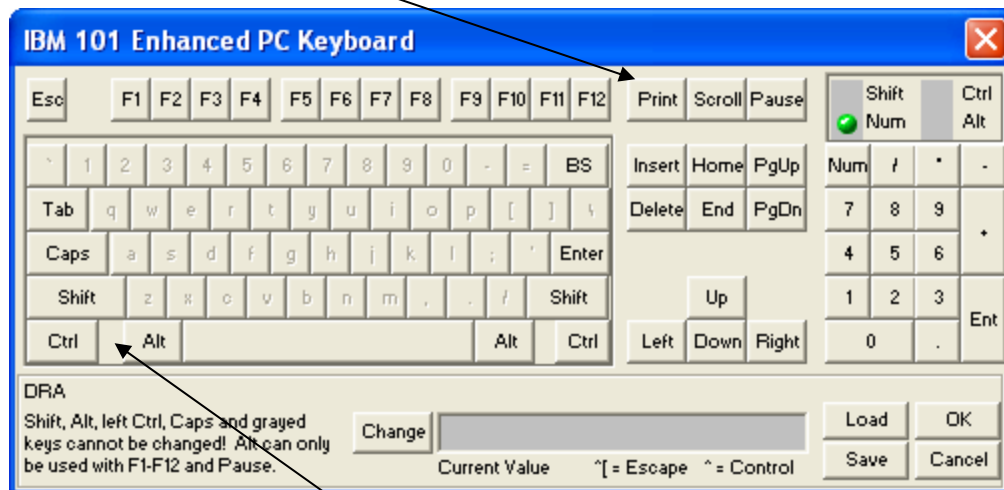 IBM 101 Enhanced PC Keyboard
Esc F1 F2 F3 F4 F5 F6 F7 F8 F9 F10 F11 F12 Print Scroll Pause Shift Ctrl
Num Alt
` 1 2 3 4 5 6 7 8 9 0 - = BS Insert Home PgUp Num / * -
Tab q w e r t y u i o p [ ] \ Delete End PgDn 7 8 9
+
Caps a s d f g h j k l ; ' Enter 4 5 6
Shift z x c v b n m , . / Shift Up 1 2 3
Ent
Ctrl Alt Alt Ctrl Left Down Right 0 .
DRA
Shift, Alt, left Ctrl, Caps and grayed
keys cannot be changed! Alt can only
be used with F1-F12 and Pause.
Change
Current Value ^[ = Escape ^ = Control
Load OK
Save Cancel